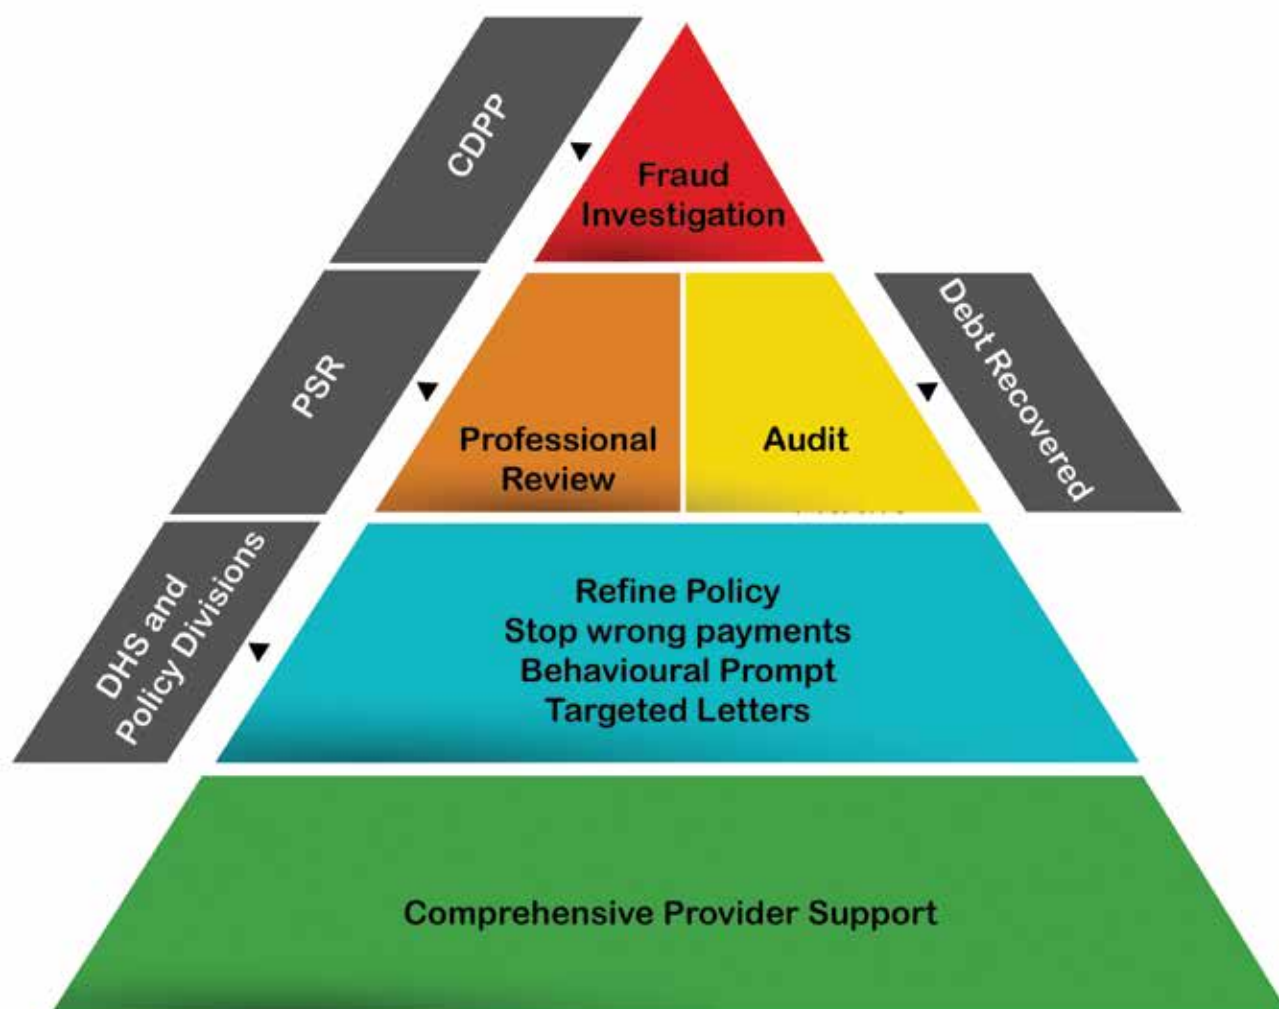 CDPP
Fraud
Investigation
PSR
Professional
Review
Audit
Debt Recovered
DHS and
Policy Divisions
Refine Policy
Stop wrong payments
Behavioural Prompt
Targeted Letters
Comprehensive Provider Support